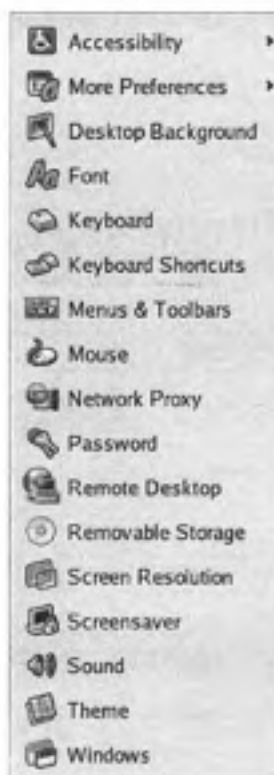 Accessibility
More Preferences
Desktop Background
Font
Keyboard
Keyboard Shortcuts
Menus & Toolbars
Mouse
Network Proxy
Password
Remote Desktop
Removable Storage
Screen Resolution
Screensaver
Sound
Theme
Windows